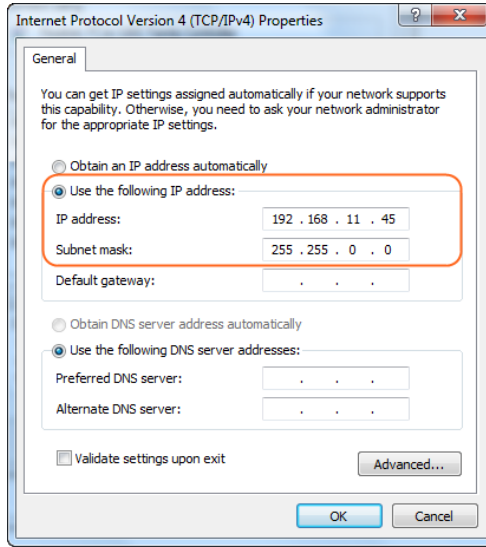 Internet Protocol Version 4 (TCP/IPv4) Properties
?
General
You can get IP settings assigned automatically if your network supports
this capability. Otherwise, you need to ask your network administrator
for the appropriate IP settings.
Obtain an IP address automatically
Use the following IP address:
IP address: 192 . 168 . 11 . 45
Subnet mask: 255 . 255 . 0 . 0
Default gateway: . . .
Obtain DNS server address automatically
Use the following DNS server addresses:
Preferred DNS server: . . .
Alternate DNS server: . . .
Validate settings upon exit
Advanced...
OK Cancel